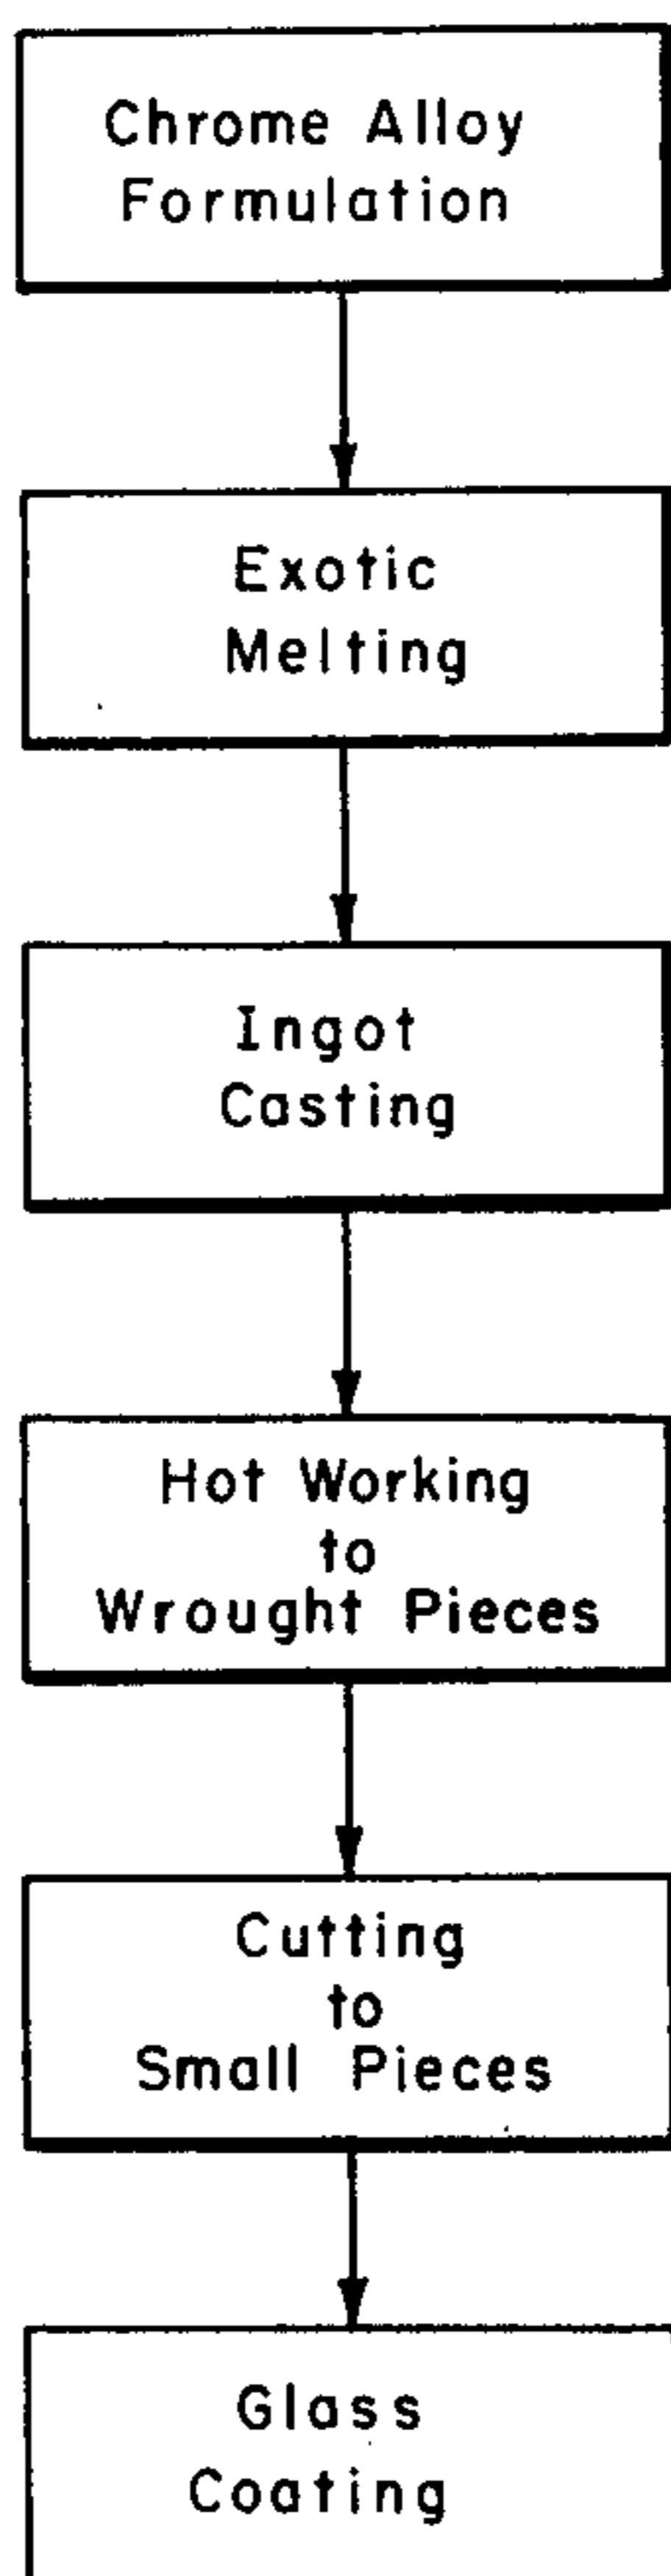 Chrome Alloy
Formulation
Exotic
Melting
Ingot
Casting
Hot Working
to
Wrought Pieces
Cutting
to
Small Pieces
Glass
Coating